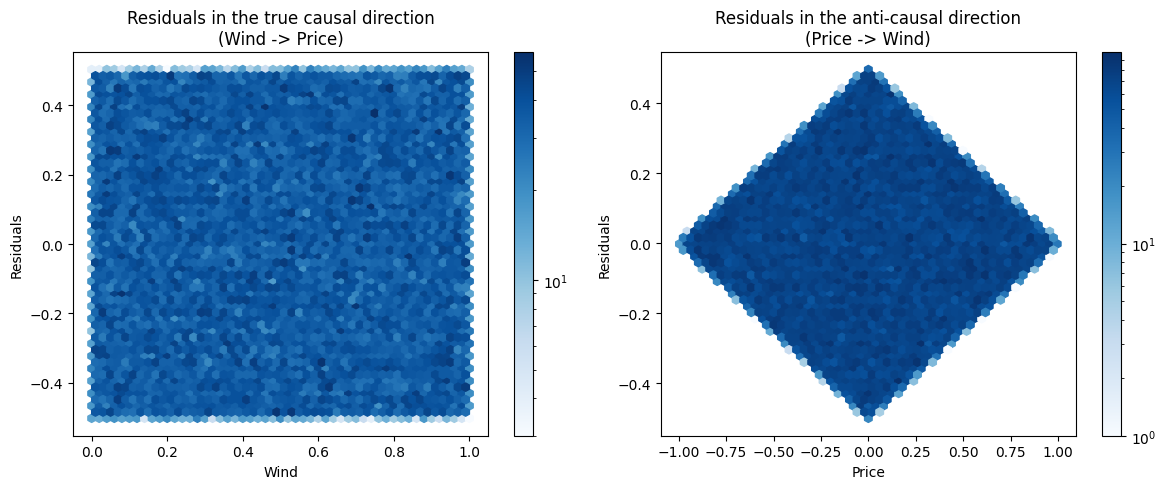 Residuals in the true causal direction
(Wind -> Price)
Residuals
0.4
0.2
0.0
−0.2
−0.4
0.0 0.2 0.4 0.6 0.8 1.0
Wind
10¹
Residuals in the anti-causal direction
(Price -> Wind)
Residuals
0.4
0.2
0.0
−0.2
−0.4
−1.00 −0.75 −0.50 −0.25 0.00 0.25 0.50 0.75 1.00
Price
10¹
10⁰